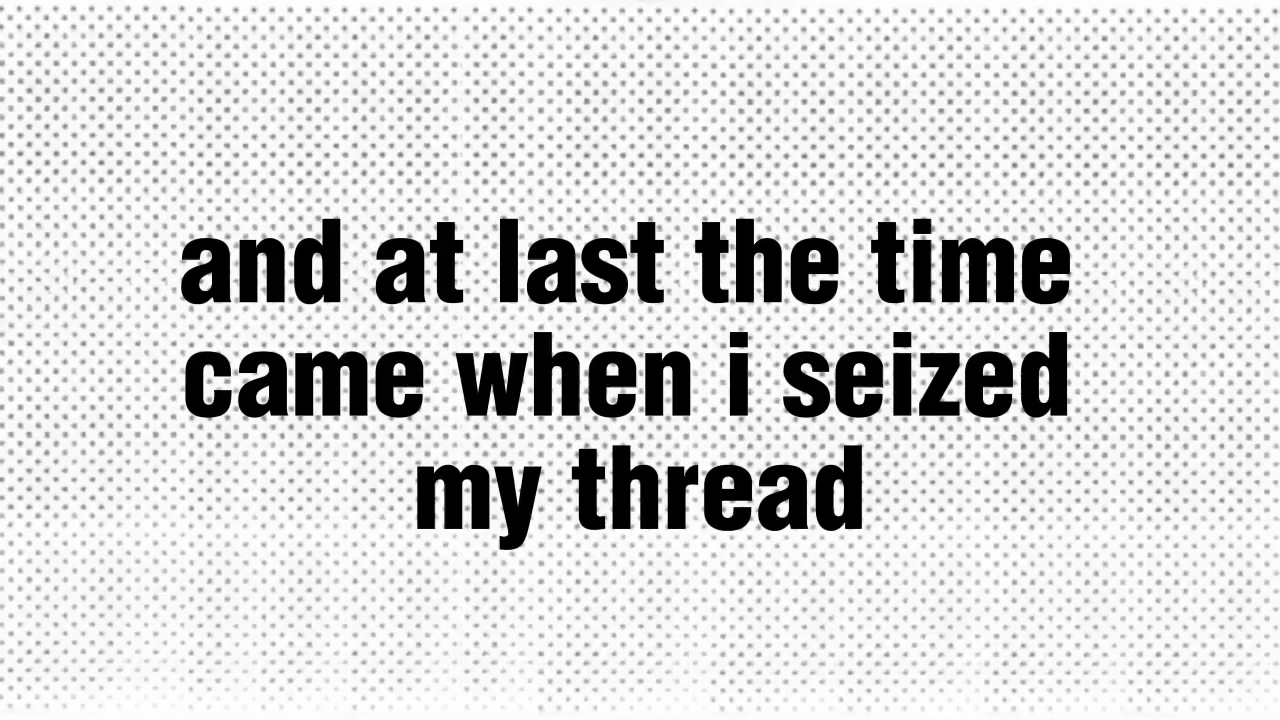 and at last the time
came when i seized
my thread